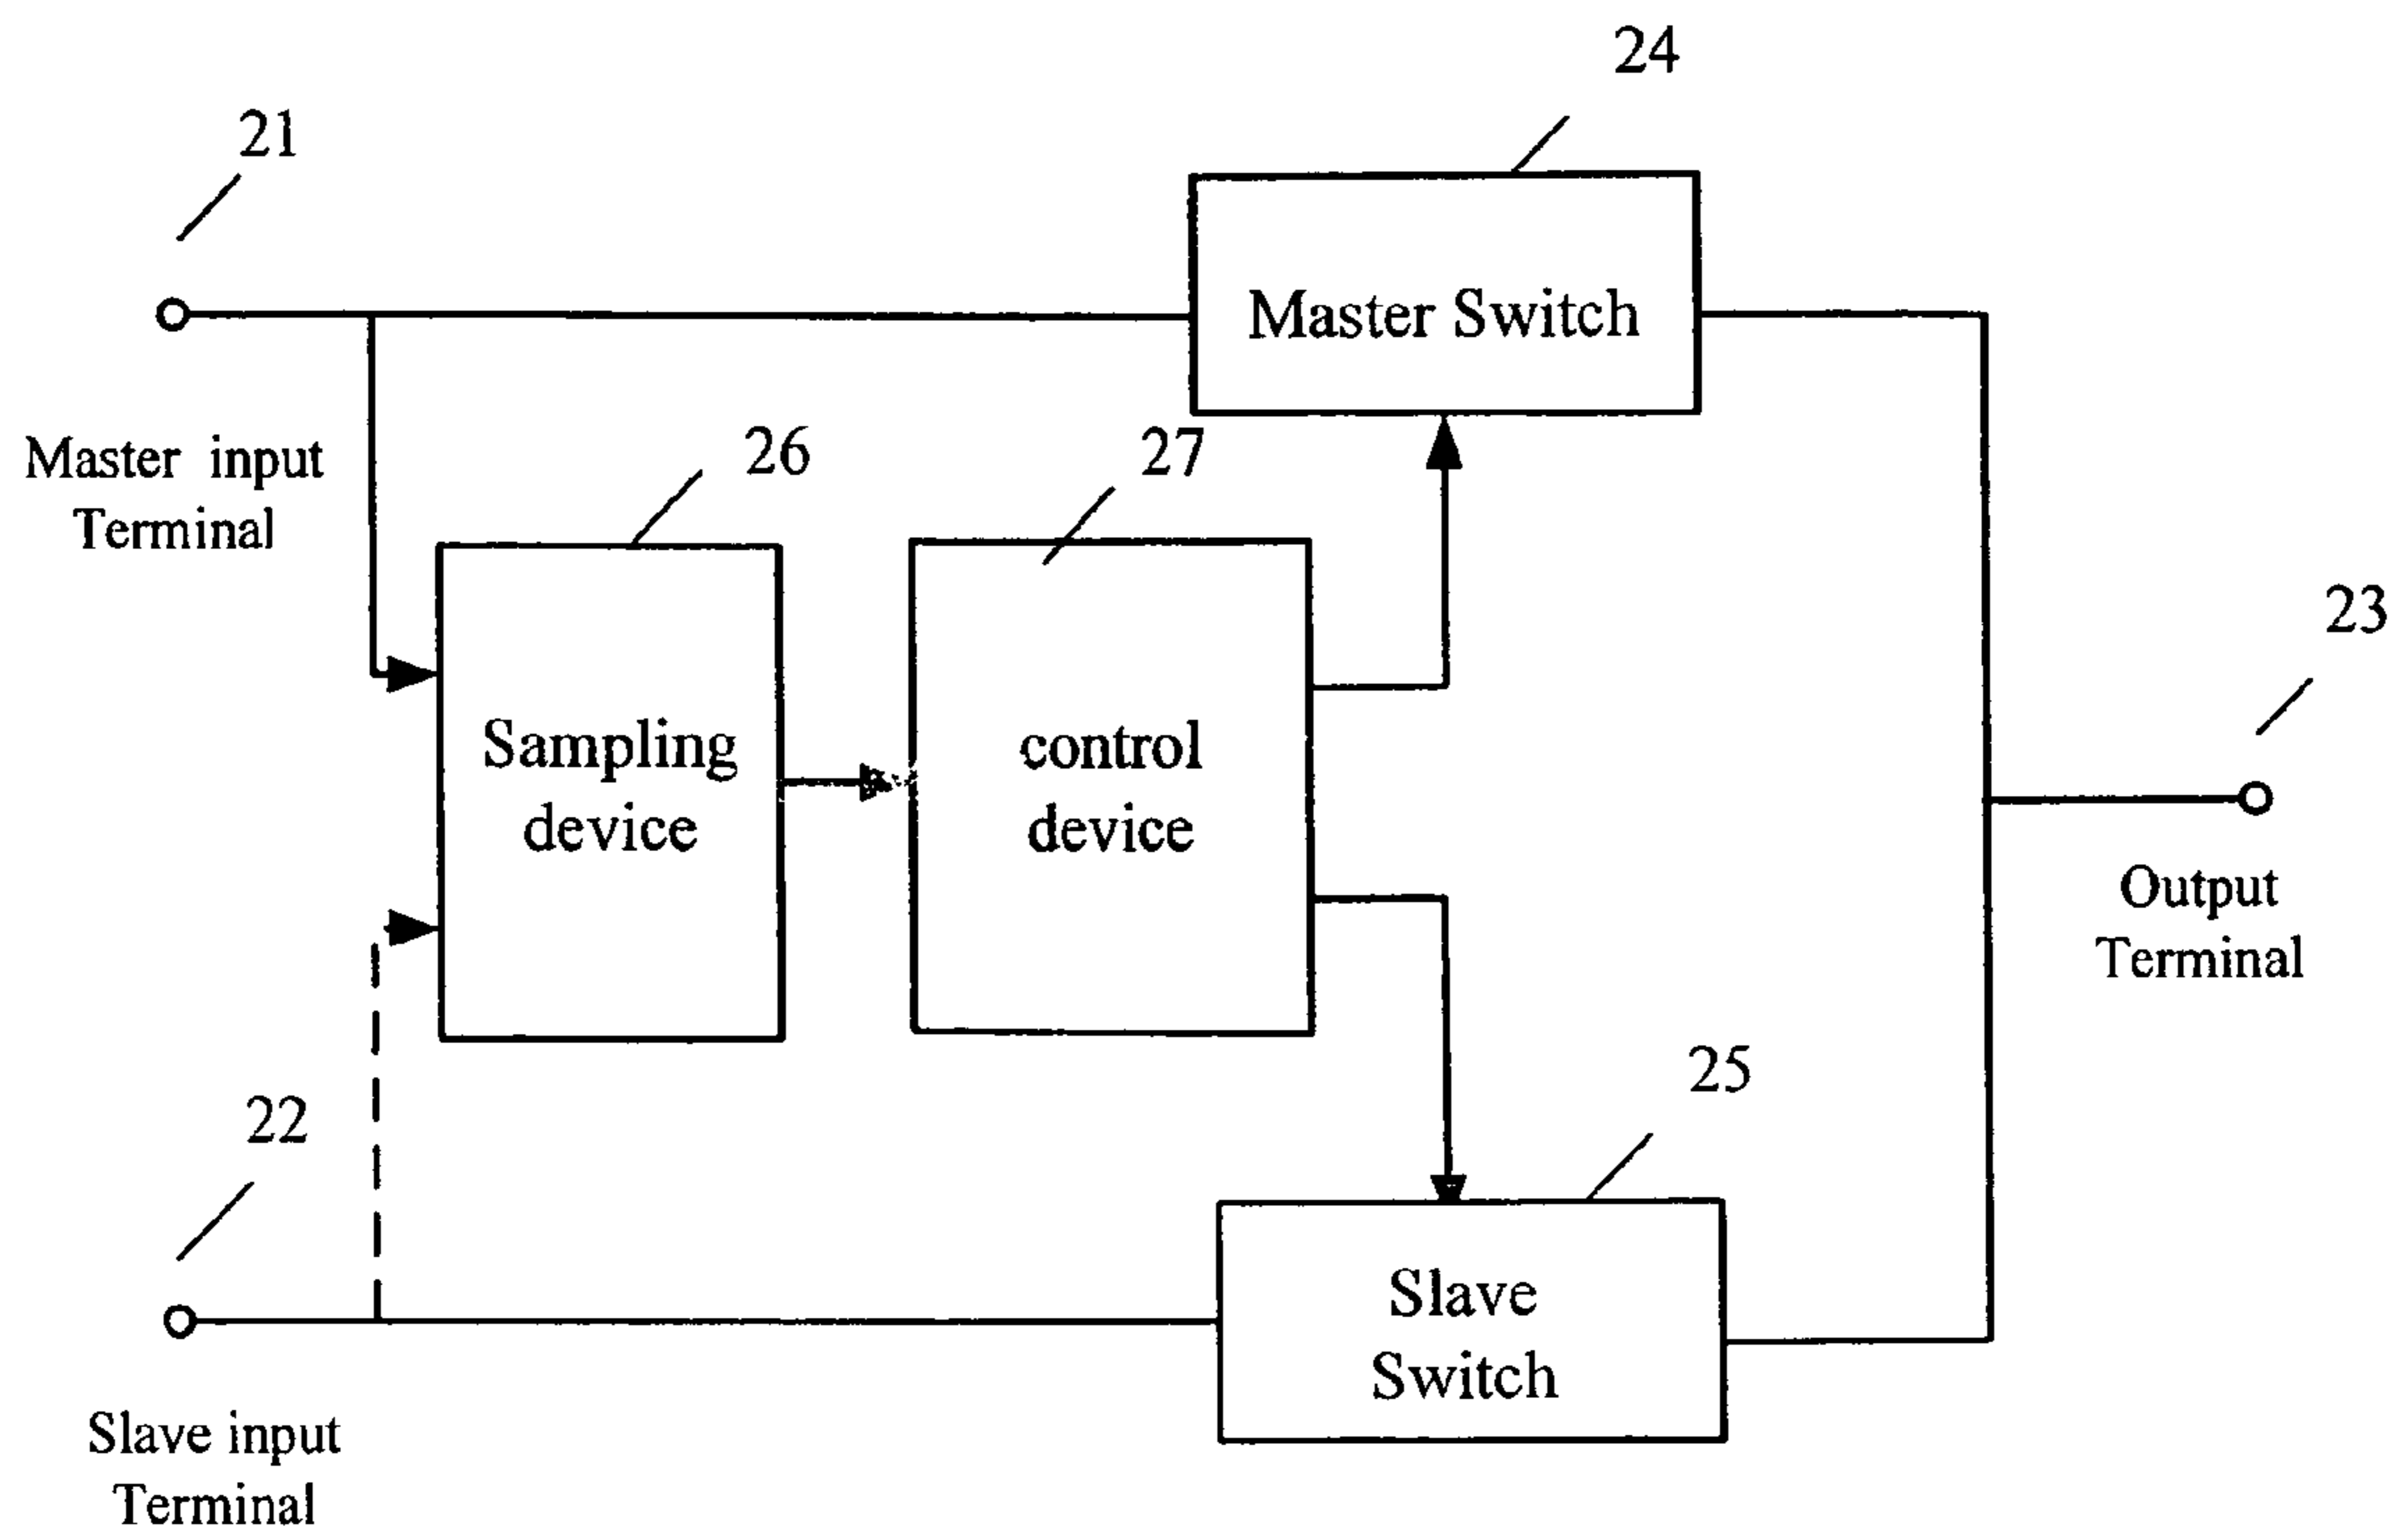 24
21
Master Switch
Master input
Terminal
26
27
23
Sampling
device
control
device
Output
Terminal
25
22
Slave
Switch
Slave input
Terminal